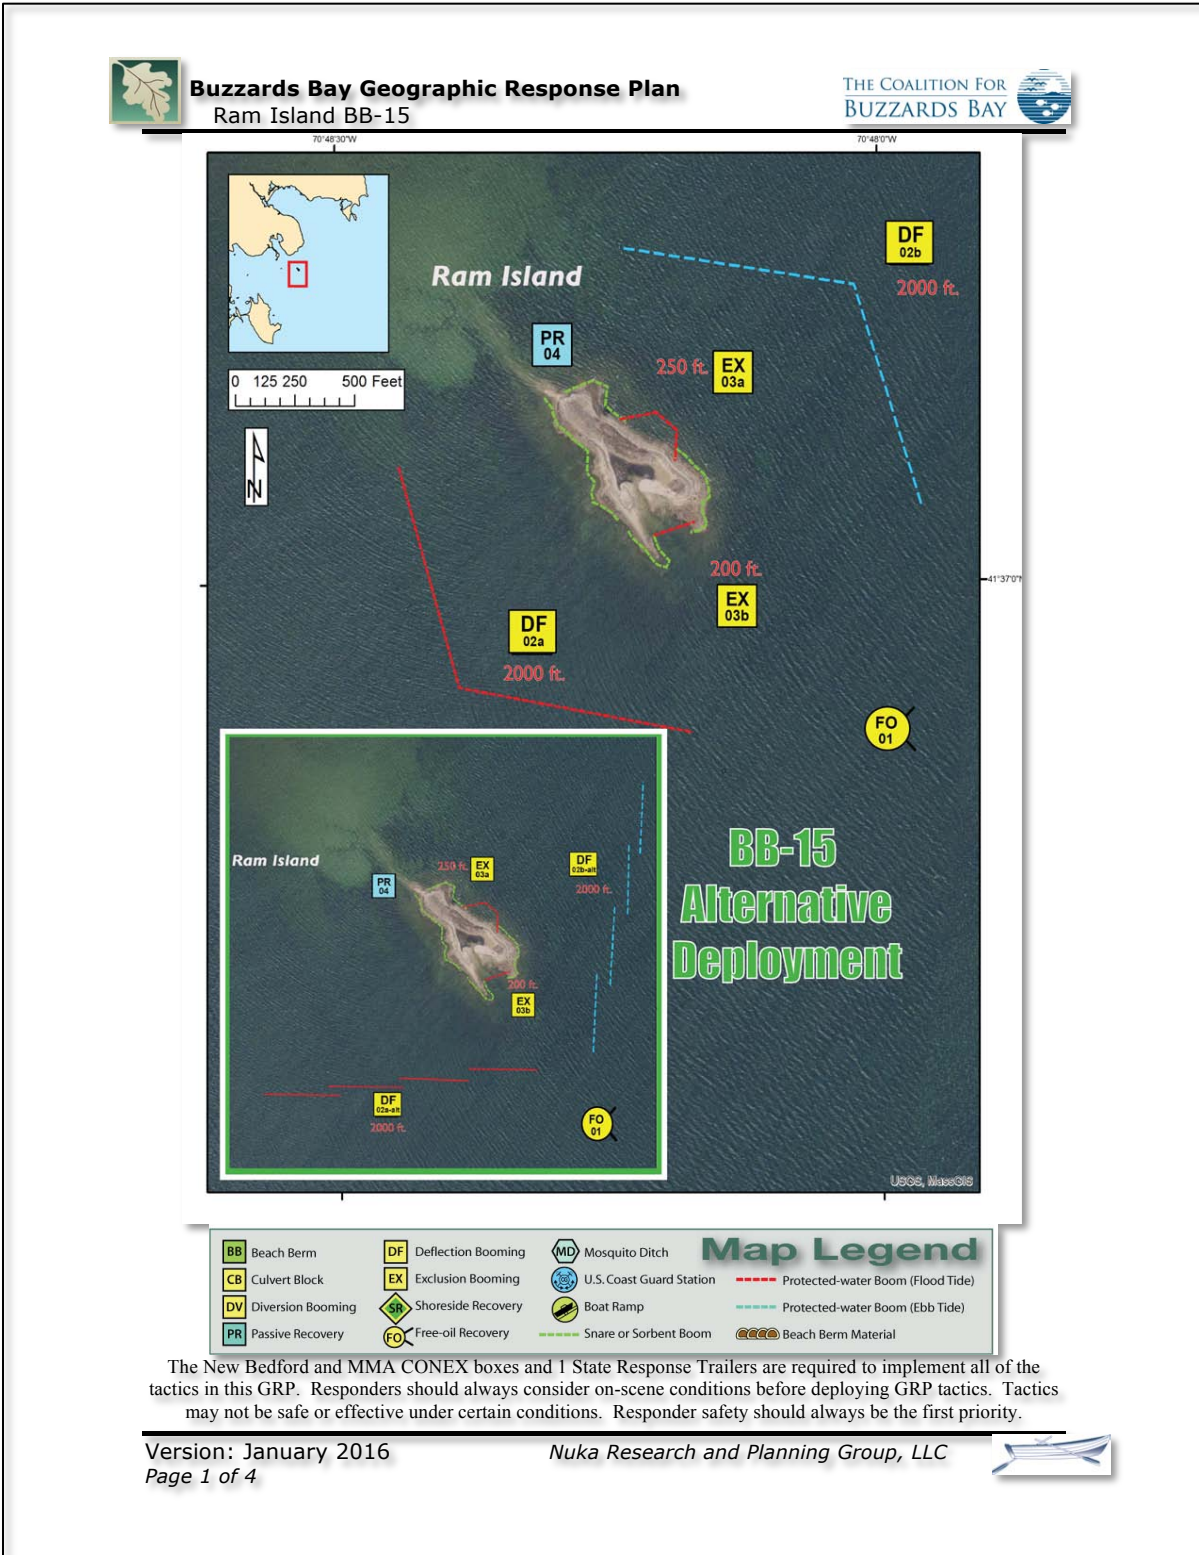 Buzzards Bay Geographic Response Plan
Ram Island BB-15
THE COALITION FOR
BUZZARDS BAY
70°48'30"W
70°48'0"W
DF
02b
2000 ft.
Ram Island
PR
04
250 ft.
EX
03a
0 125 250 500 Feet
N
41°37'0"N
200 ft.
EX
03b
DF
02a
2000 ft.
FO
01
BB-15
Alternative
Deployment
Ram Island
PR
04
250 ft.
EX
03a
DF
02b-alt
2000 ft.
200 ft.
EX
03b
DF
02a-alt
2000 ft.
FO
01
USGS, MassGIS
Map Legend
BB Beach Berm
CB Culvert Block
DV Diversion Booming
PR Passive Recovery
DF Deflection Booming
EX Exclusion Booming
SR Shoreside Recovery
FO Free-oil Recovery
MD Mosquito Ditch
U.S. Coast Guard Station
Boat Ramp
Snare or Sorbent Boom
Protected-water Boom (Flood Tide)
Protected-water Boom (Ebb Tide)
Beach Berm Material
The New Bedford and MMA CONEX boxes and 1 State Response Trailers are required to implement all of the
tactics in this GRP. Responders should always consider on-scene conditions before deploying GRP tactics. Tactics
may not be safe or effective under certain conditions. Responder safety should always be the first priority.
Version: January 2016
Nuka Research and Planning Group, LLC
Page 1 of 4